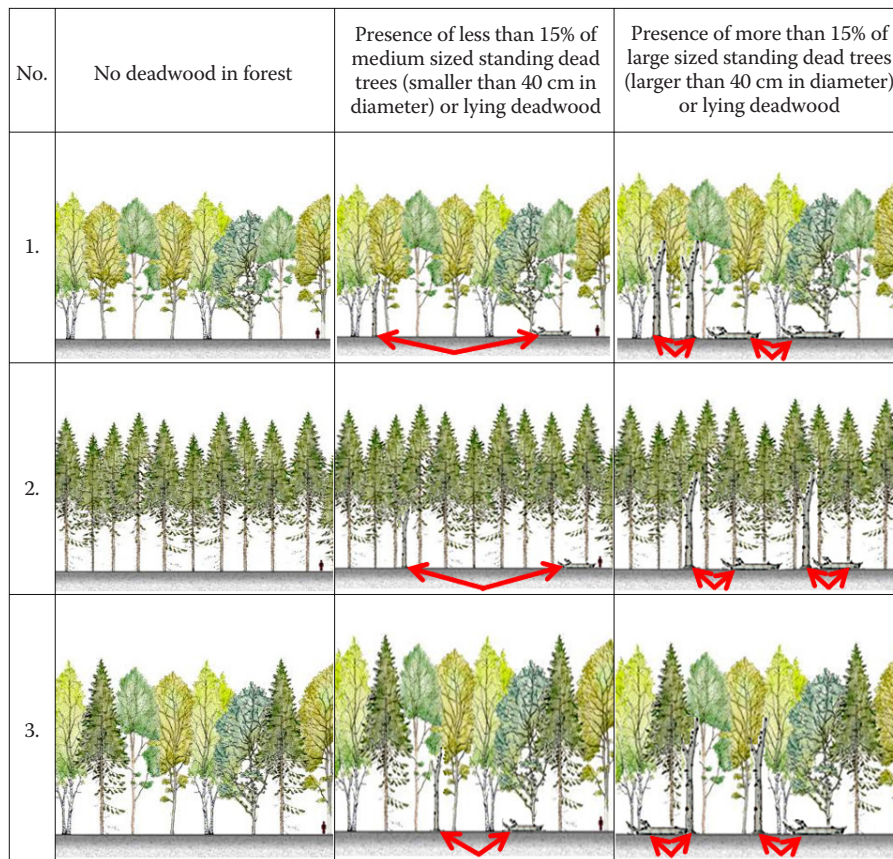 No.
No deadwood in forest
Presence of less than 15% of
medium sized standing dead
trees (smaller than 40 cm in
diameter) or lying deadwood
Presence of more than 15% of
large sized standing dead trees
(larger than 40 cm in diameter)
or lying deadwood
1.
2.
3.